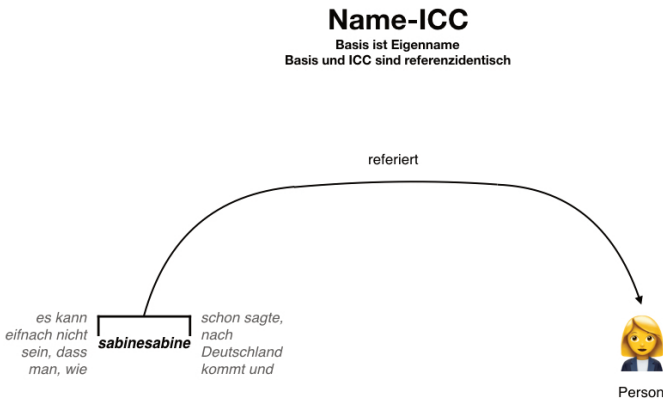 Name-ICC
Basis ist Eigenname
Basis und ICC sind referenzidentisch
referiert
es kann
eifnach nicht
sein, dass
man, wie
sabinesabine
schon sagte,
nach
Deutschland
kommt und
Person